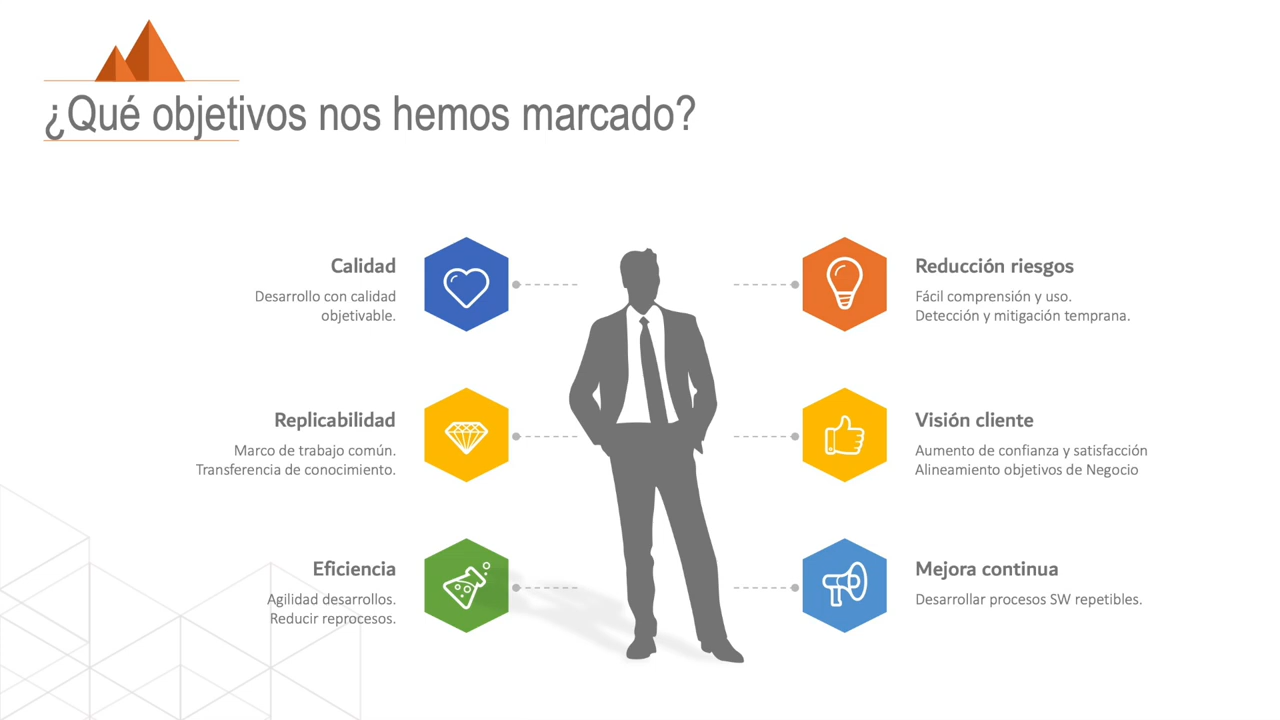 ¿Qué objetivos nos hemos marcado?
Calidad
Desarrollo con calidad
objetivable.
Replicabilidad
Marco de trabajo común.
Transferencia de conocimiento.
Eficiencia
Agilidad desarrollos.
Reducir reprocesos.
Reducción riesgos
Fácil comprensión y uso.
Detección y mitigación temprana.
Visión cliente
Aumento de confianza y satisfacción
Alineamiento objetivos de Negocio
Mejora continua
Desarrollar procesos SW repetibles.